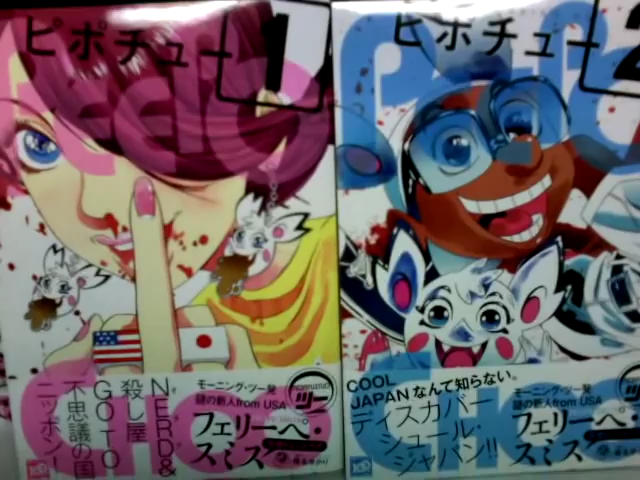 ピポチュー
1
モーニング・ツー発
謎の新人from USA
フェリーペ・
スミス
NERD&
殺し屋
GO TO
不思議の国
ニッポン!
ピポチュー
2
COOL
JAPANなんて知らない。
ディスカバー
シュール・
ジャパン!!
モーニング・ツー発
謎の新人from USA
フェリーペ・
スミス